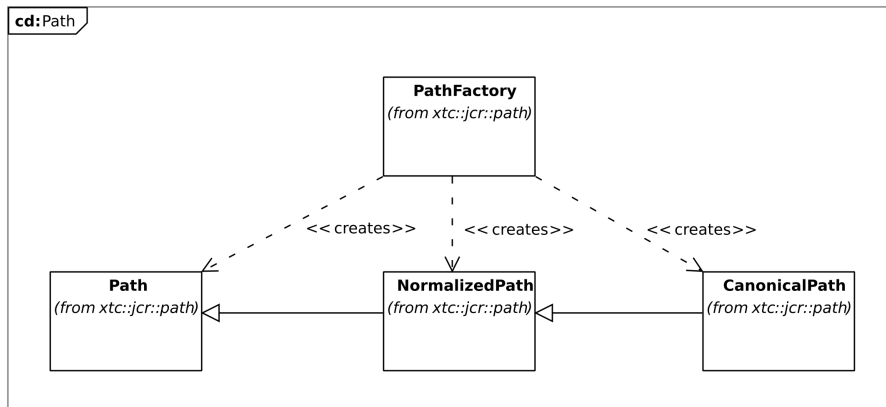 cd:Path
PathFactory
(from xtc::jcr::path)
<<creates>>
<<creates>>
<<creates>>
Path
(from xtc::jcr::path)
NormalizedPath
(from xtc::jcr::path)
CanonicalPath
(from xtc::jcr::path)